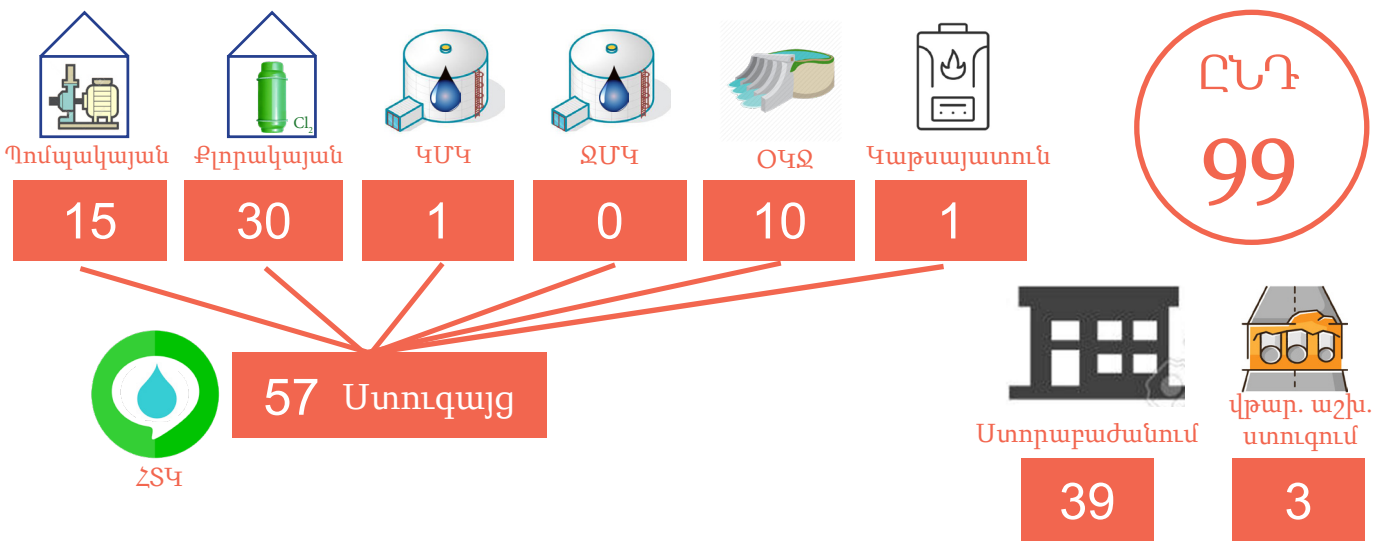 ԸՆԴ
99
Cl₂
Պոմպակայան
Քլորակայան
ԿՄԿ
ՋՄԿ
ՕԿՋ
Կաթսայատուն
15
30
1
0
10
1
57 Ստուգայց
ՀՏԿ
Ստորաբաժանում
39
վթար. աշխ.
ստուգում
3